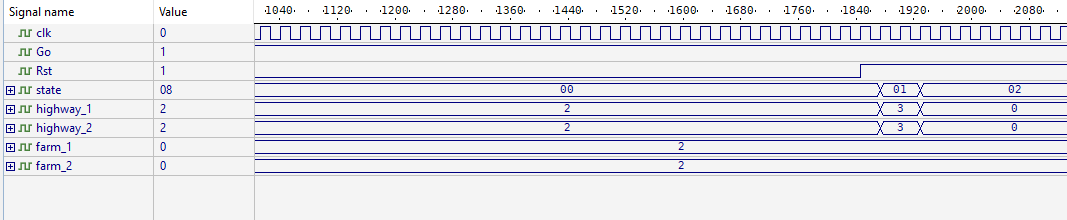 Signal name Value 1040 1120 1200 1280 1360 1440 1520 1600 1680 1760 1840 1920 2000 2080
clk 0
Go 1
Rst 1
state 08 00 01 02
highway_1 2 2 3 0
highway_2 2 2 3 0
farm_1 0 2
farm_2 0 2